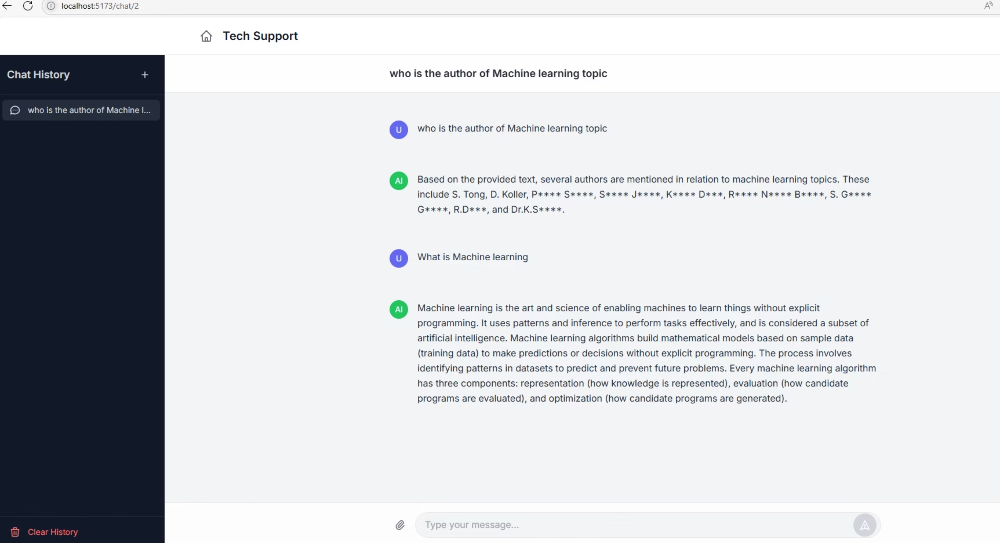 localhost:5173/chat/2
Tech Support
Chat History
+
who is the author of Machine l...
Clear History
who is the author of Machine learning topic
U
who is the author of Machine learning topic
AI
Based on the provided text, several authors are mentioned in relation to machine learning topics. These
include S. Tong, D. Koller, P**** S****, S**** J****, K**** D***, R**** N**** B****, S. G****
G****, R.D***, and Dr.K.S****.
U
What is Machine learning
AI
Machine learning is the art and science of enabling machines to learn things without explicit
programming. It uses patterns and inference to perform tasks effectively, and is considered a subset of
artificial intelligence. Machine learning algorithms build mathematical models based on sample data
(training data) to make predictions or decisions without explicit programming. The process involves
identifying patterns in datasets to predict and prevent future problems. Every machine learning algorithm
has three components: representation (how knowledge is represented), evaluation (how candidate
programs are evaluated), and optimization (how candidate programs are generated).
Type your message...